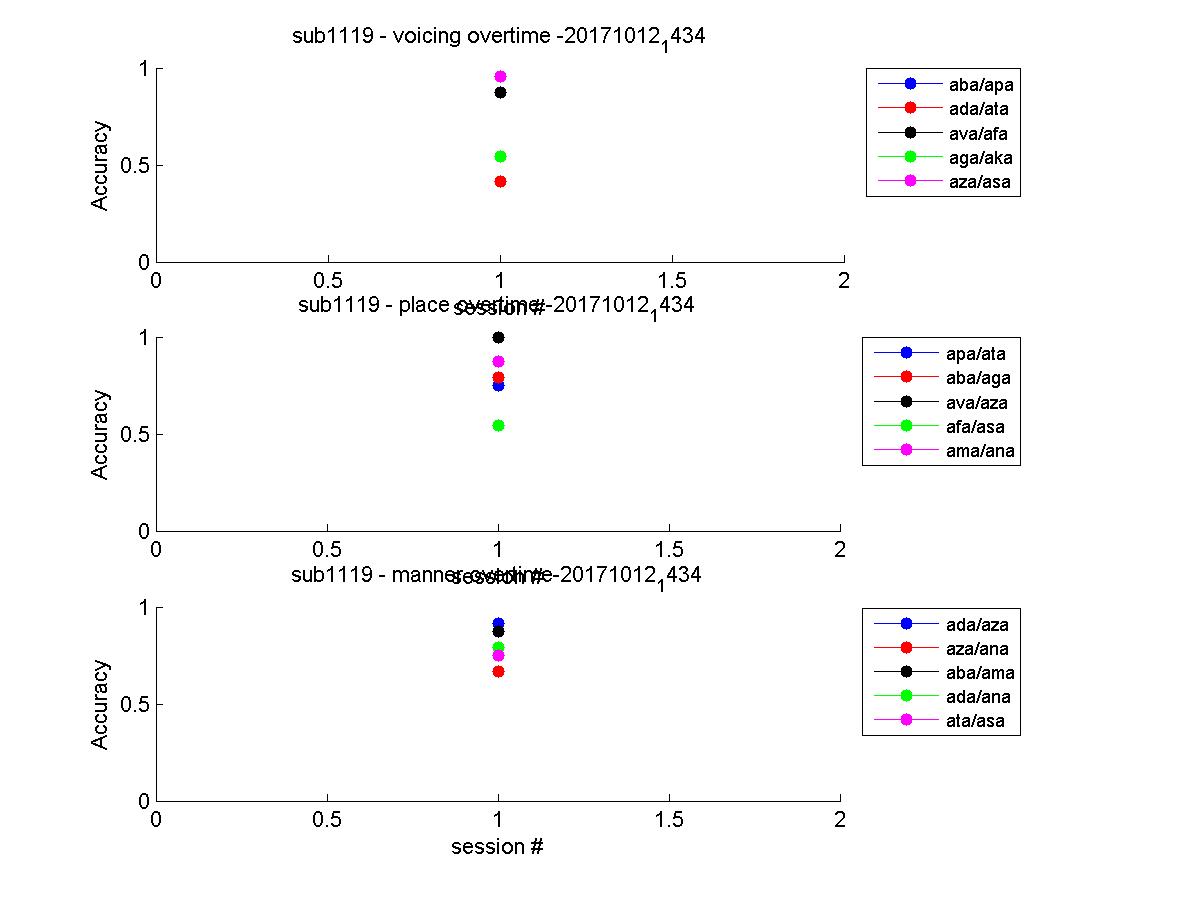 sub1119 - voicing overtime -20171012₁434
1
0.5
0
Accuracy
0
0.5
1
1.5
2
session #
aba/apa
ada/ata
ava/afa
aga/aka
aza/asa
sub1119 - place overtime -20171012₁434
1
0.5
0
Accuracy
0
0.5
1
1.5
2
session #
apa/ata
aba/aga
ava/aza
afa/asa
ama/ana
sub1119 - manner overtime -20171012₁434
1
0.5
0
Accuracy
0
0.5
1
1.5
2
session #
ada/aza
aza/ana
aba/ama
ada/ana
ata/asa